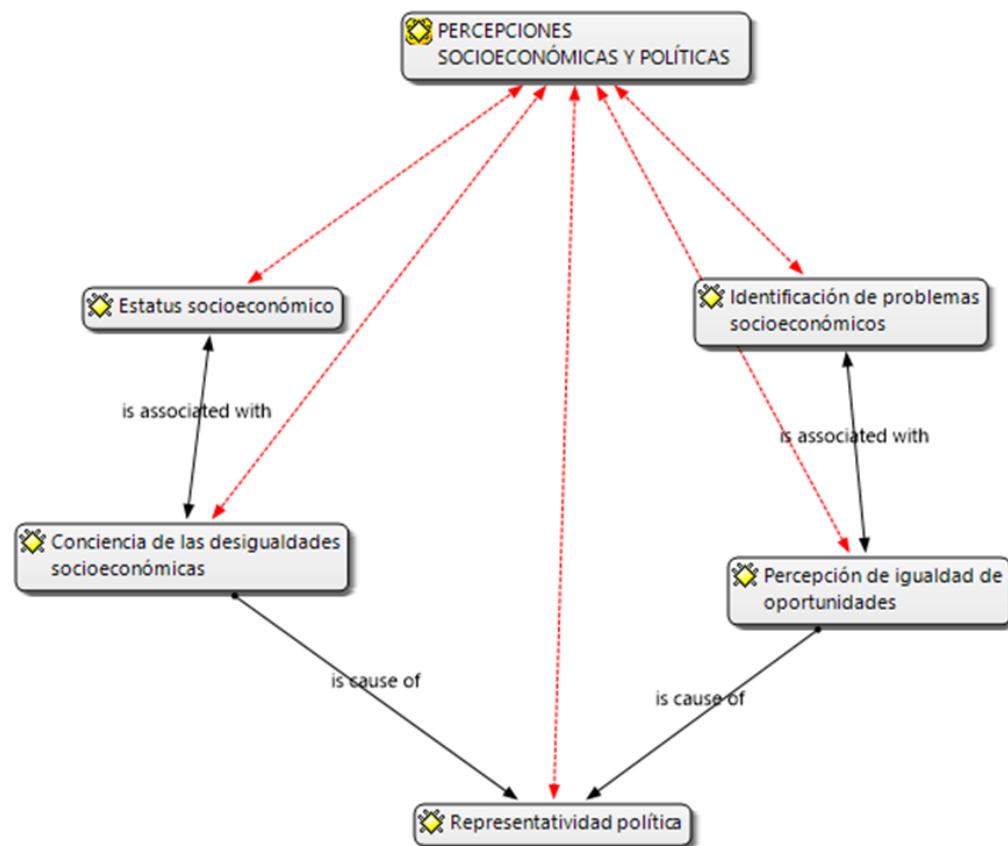 PERCEPCIONES
SOCIOECONÓMICAS Y POLÍTICAS
Estatus socioeconómico
Identificación de problemas
socioeconómicos
is associated with
is associated with
Conciencia de las desigualdades
socioeconómicas
Percepción de igualdad de
oportunidades
is cause of
is cause of
Representatividad política